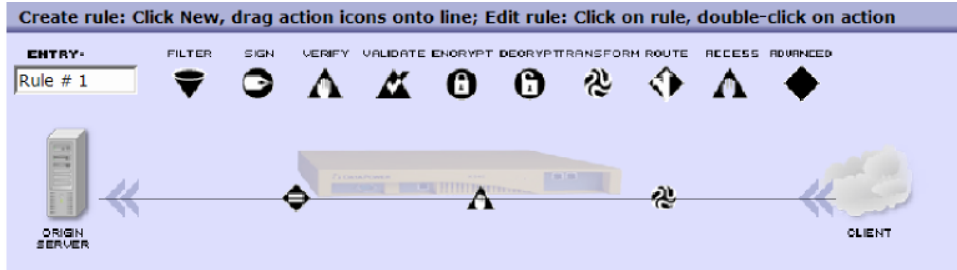 Create rule: Click New, drag action icons onto line; Edit rule: Click on rule, double-click on action
ENTRY: FILTER SIGN VERIFY VALIDATE ENCRYPT DECRYPT TRANSFORM ROUTE ACCESS ADVANCED
Rule # 1
ORIGIN
SERVER
CLIENT